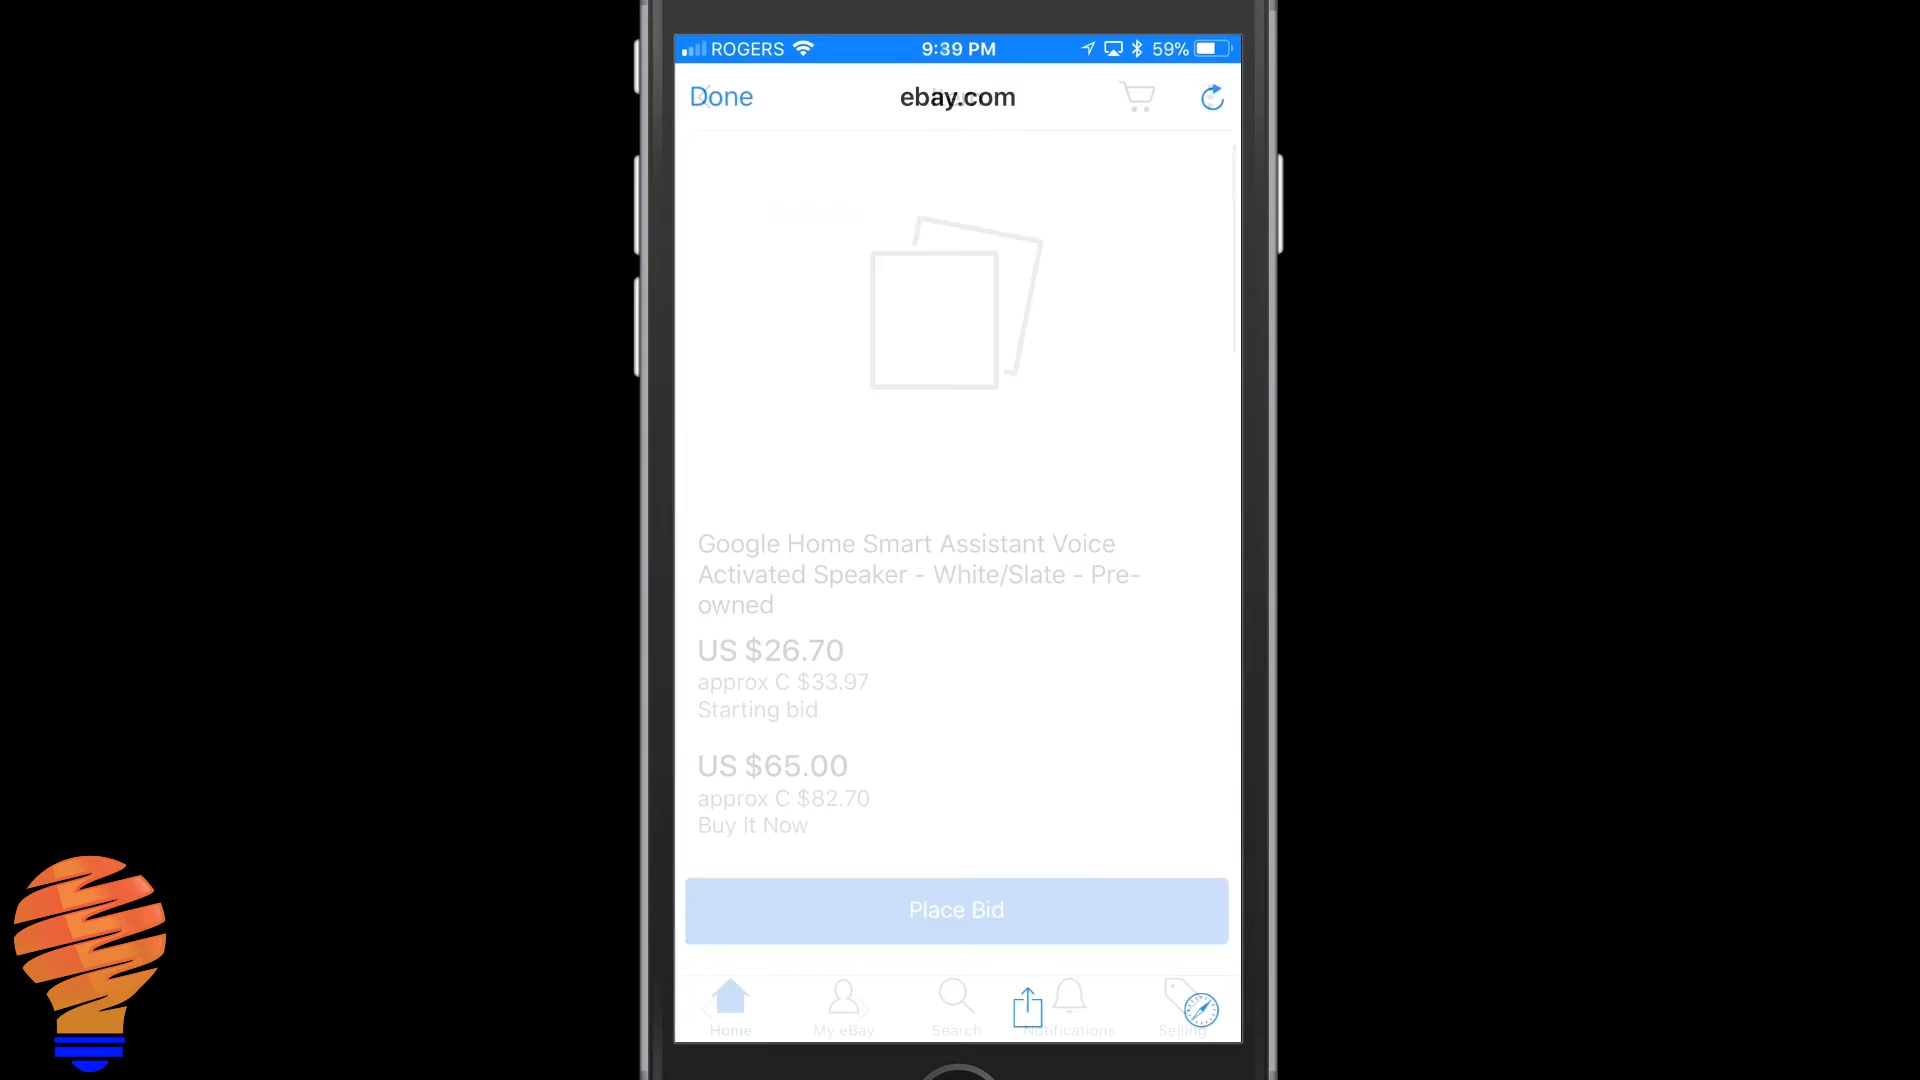 ROGERS 9:39 PM 59%
Done ebay.com
Google Home Smart Assistant Voice
Activated Speaker - White/Slate - Pre-
owned
US $26.70
approx C $33.97
Starting bid
US $65.00
approx C $82.70
Buy It Now
Place Bid
Home My eBay Search Notifications Selling